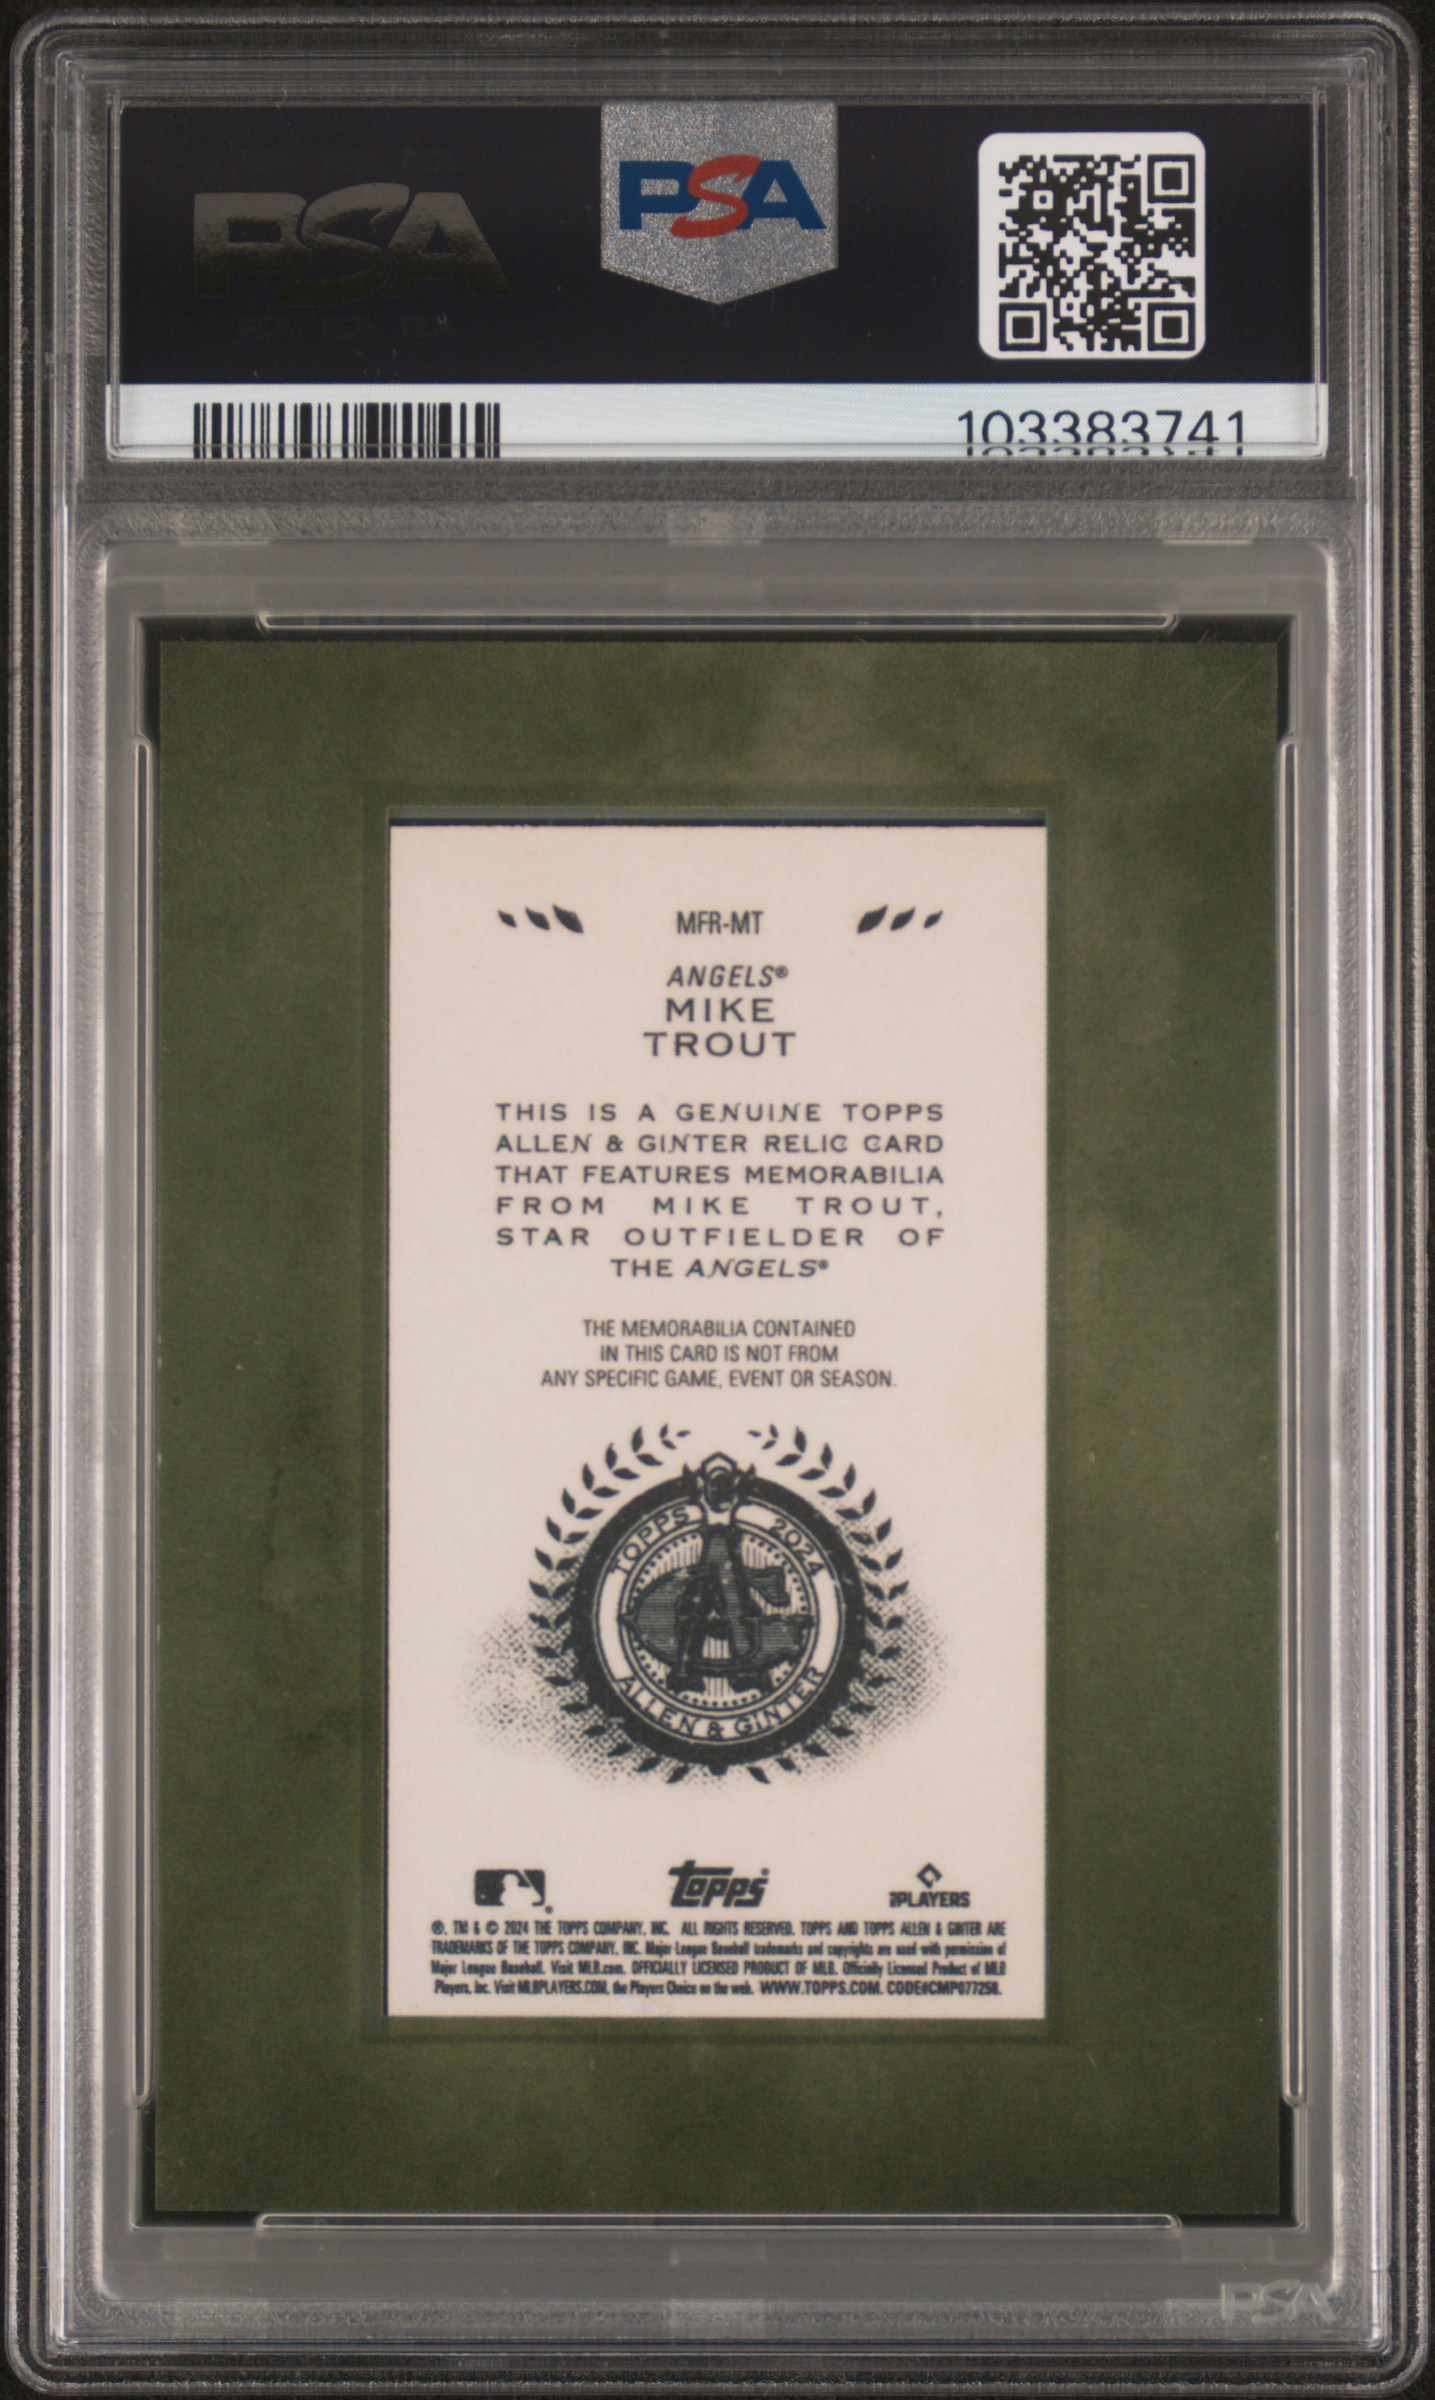 PSA
PSA
103383741
MFR-MT
ANGELS®
MIKE
TROUT
THIS IS A GENUINE TOPPS
ALLEN & GINTER RELIC CARD
THAT FEATURES MEMORABILIA
FROM MIKE TROUT,
STAR OUTFIELDER OF
THE ANGELS®
THE MEMORABILIA CONTAINED
IN THIS CARD IS NOT FROM
ANY SPECIFIC GAME, EVENT OR SEASON.
TOPPS 2024
ALLEN & GINTER
topps®
PLAYERS
®, TM & © 2024 THE TOPPS COMPANY, INC. ALL RIGHTS RESERVED. TOPPS AND TOPPS ALLEN & GINTER ARE
TRADEMARKS OF THE TOPPS COMPANY, INC. Major League Baseball trademarks and copyrights are used with permission of
Major League Baseball. Visit MLB.com. OFFICIALLY LICENSED PRODUCT OF MLB. Officially Licensed Product of MLB
Players, Inc. Visit MLBPLAYERS.COM, the Players Choice on the web. WWW.TOPPS.COM. CODE#CMP077258.
PSA